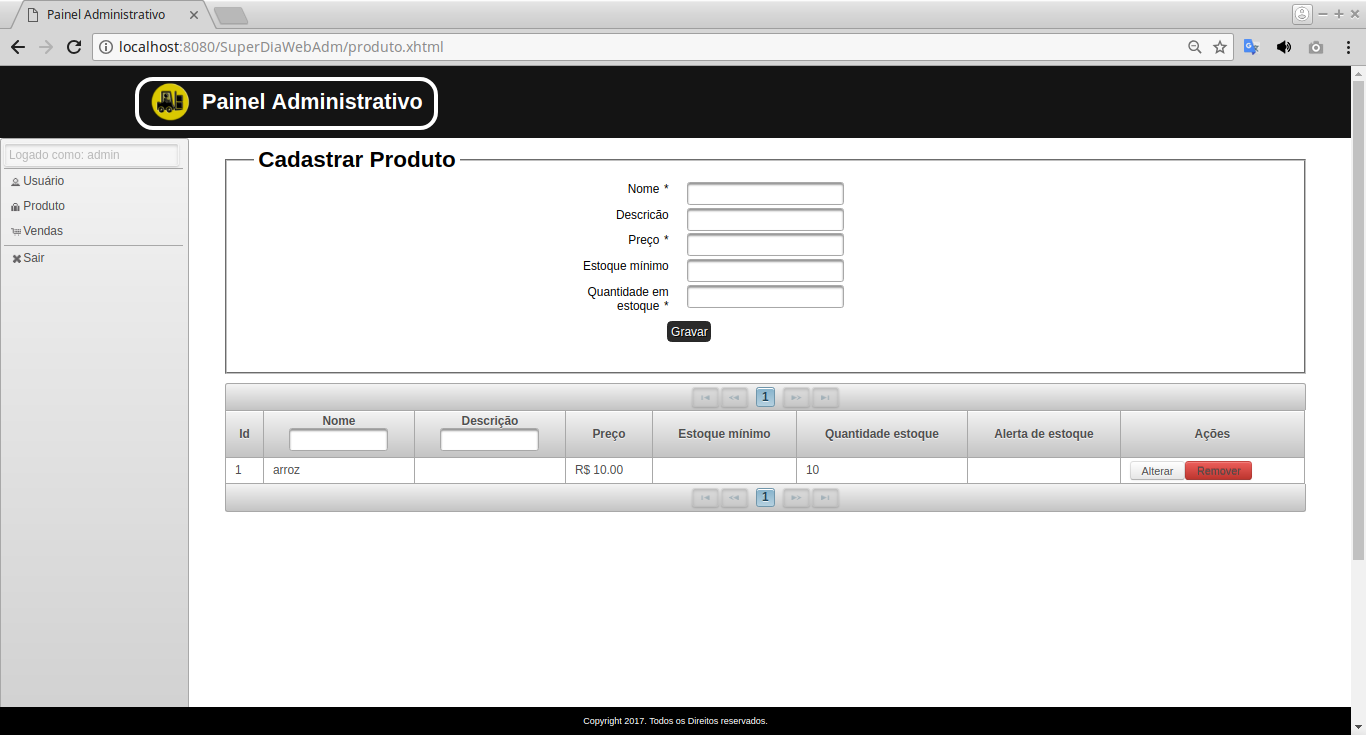 Painel Administrativo
localhost:8080/SuperDiaWebAdm/produto.xhtml
Painel Administrativo
Logado como: admin
Usuário
Produto
Vendas
Sair
Cadastrar Produto
Nome *
Descricão
Preço *
Estoque mínimo
Quantidade em
estoque *
Gravar
1
Id Nome Descrição Preço Estoque mínimo Quantidade estoque Alerta de estoque Ações
1 arroz R$ 10.00 10 Alterar Remover
1
Copyright 2017. Todos os Direitos reservados.